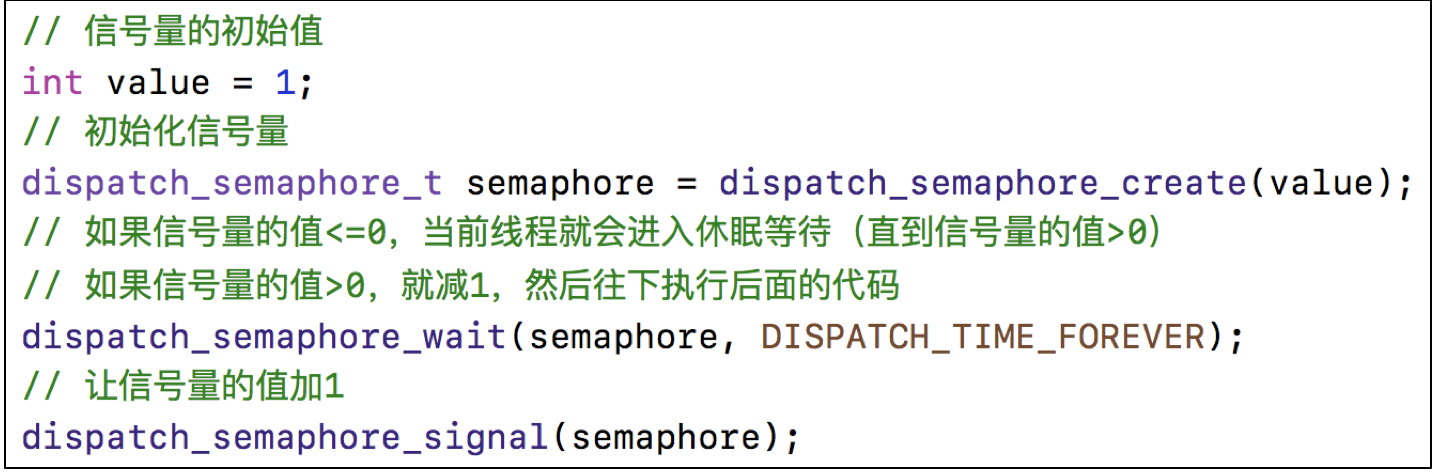 // 信号量的初始值
int value = 1;
// 初始化信号量
dispatch_semaphore_t semaphore = dispatch_semaphore_create(value);
// 如果信号量的值<=0，当前线程就会进入休眠等待（直到信号量的值>0）
// 如果信号量的值>0，就减1，然后往下执行后面的代码
dispatch_semaphore_wait(semaphore, DISPATCH_TIME_FOREVER);
// 让信号量的值加1
dispatch_semaphore_signal(semaphore);